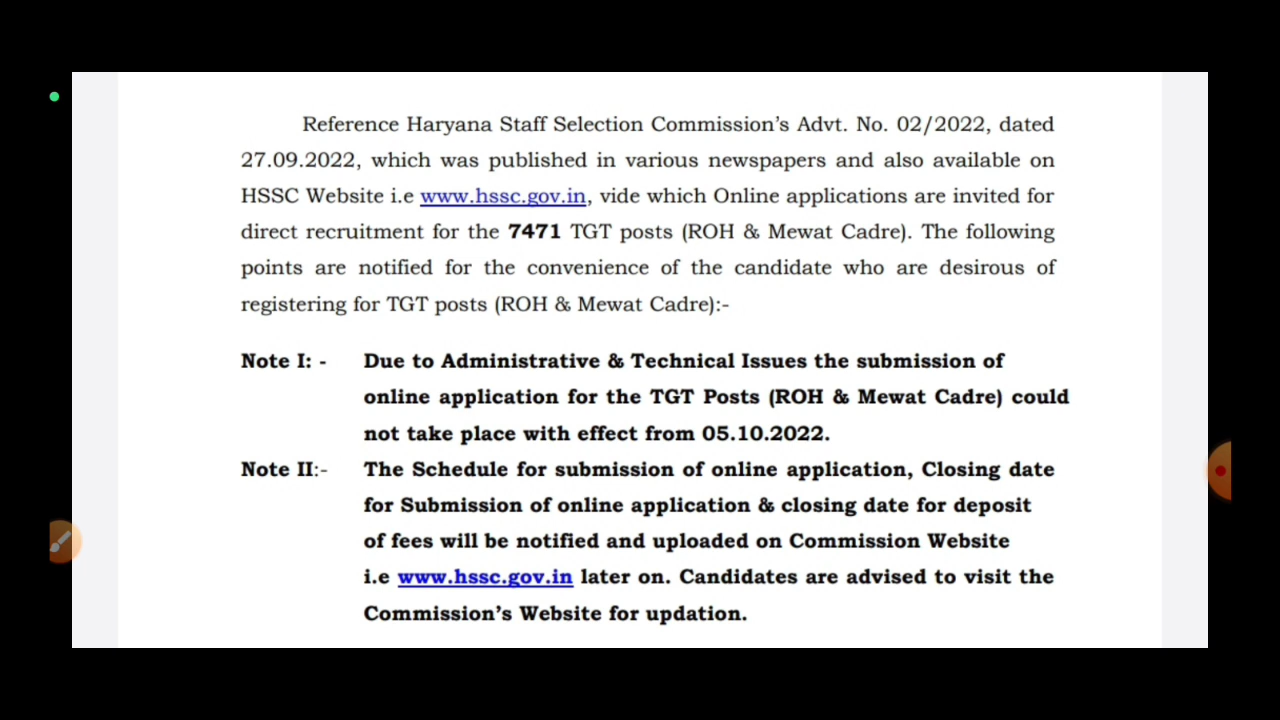 Reference Haryana Staff Selection Commission's Advt. No. 02/2022, dated
27.09.2022, which was published in various newspapers and also available on
HSSC Website i.e www.hssc.gov.in, vide which Online applications are invited for
direct recruitment for the 7471 TGT posts (ROH & Mewat Cadre). The following
points are notified for the convenience of the candidate who are desirous of
registering for TGT posts (ROH & Mewat Cadre):-
Note I: - Due to Administrative & Technical Issues the submission of
online application for the TGT Posts (ROH & Mewat Cadre) could
not take place with effect from 05.10.2022.
Note II:- The Schedule for submission of online application, Closing date
for Submission of online application & closing date for deposit
of fees will be notified and uploaded on Commission Website
i.e www.hssc.gov.in later on. Candidates are advised to visit the
Commission's Website for updation.